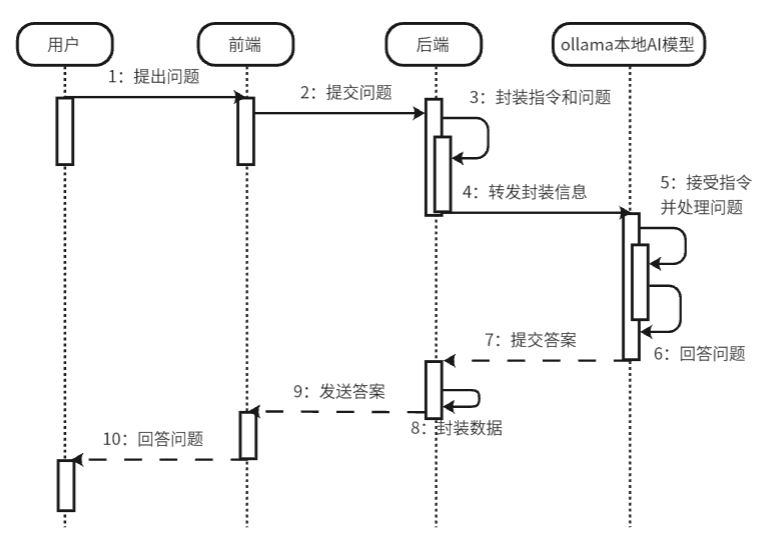 用户
前端
后端
ollama本地AI模型
1：提出问题
2：提交问题
3：封装指令和问题
4：转发封装信息
5：接受指令
并处理问题
6：回答问题
7：提交答案
8：封装数据
9：发送答案
10：回答问题